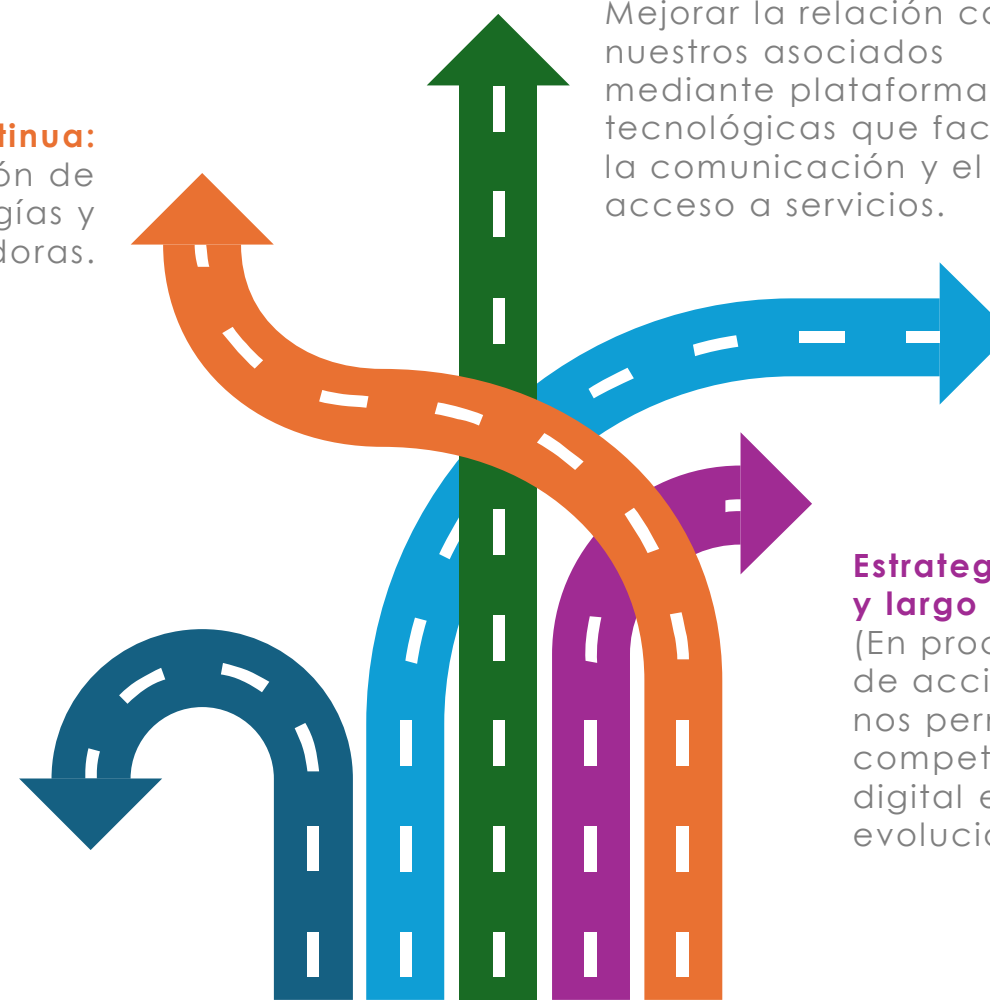 Mejorar la relación co
nuestros asociados
mediante plataforma
tecnológicas que fac
la comunicación y el
acceso a servicios.
tinua:
ón de
gías y
doras.
Estrateg
y largo
(En proc
de acci
nos perr
compet
digital e
evolució